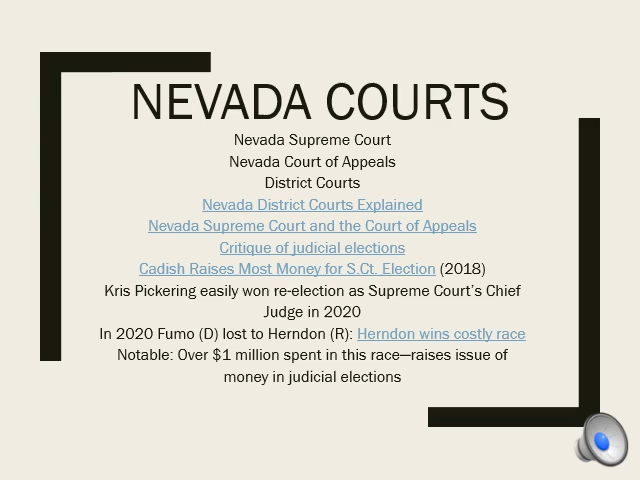 NEVADA COURTS
Nevada Supreme Court
Nevada Court of Appeals
District Courts
Nevada District Courts Explained
Nevada Supreme Court and the Court of Appeals
Critique of judicial elections
Cadish Raises Most Money for S.Ct. Election (2018)
Kris Pickering easily won re-election as Supreme Court’s Chief
Judge in 2020
In 2020 Fumo (D) lost to Herndon (R): Herndon wins costly race
Notable: Over $1 million spent in this race—raises issue of
money in judicial elections